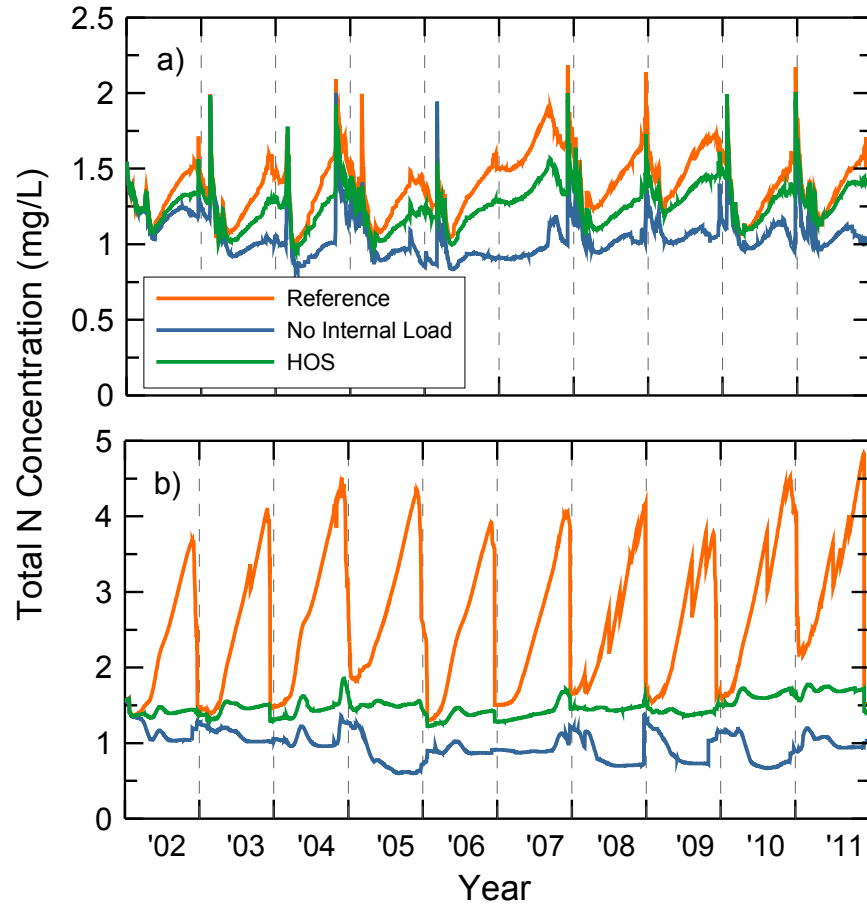 Total N Concentration (mg/L)
2.5
a)
2
1.5
1
0.5
0
Reference
No Internal Load
HOS
5
b)
4
3
2
1
0
'02 '03 '04 '05 '06 '07 '08 '09 '10 '11
Year